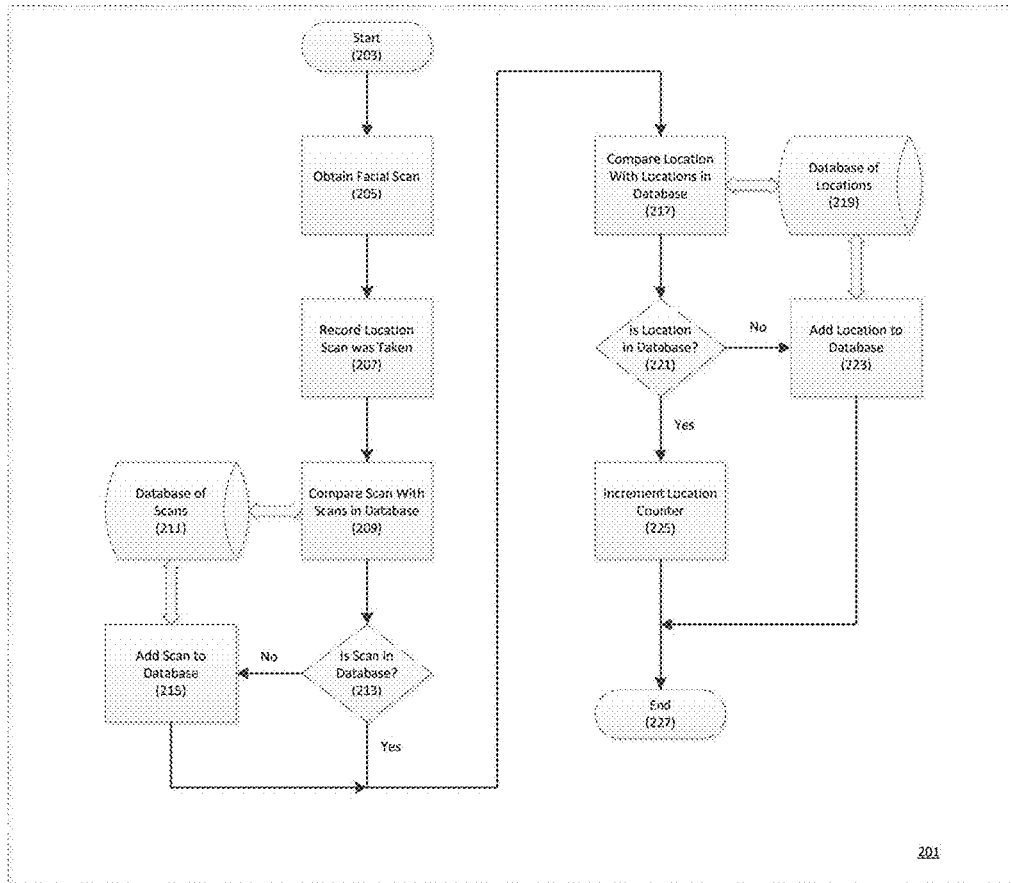 Start
(203)
Obtain Facial Scan
(205)
Record Location
Scan was Taken
(207)
Compare Scan With
Scans in Database
(209)
Database of
Scans
(211)
Is Scan in
Database?
(213)
No
Add Scan to
Database
(215)
Yes
Compare Location
With Locations in
Database
(217)
Database of
Locations
(219)
Is Location
in Database?
(221)
No
Add Location to
Database
(223)
Yes
Increment Location
Counter
(225)
End
(227)
201